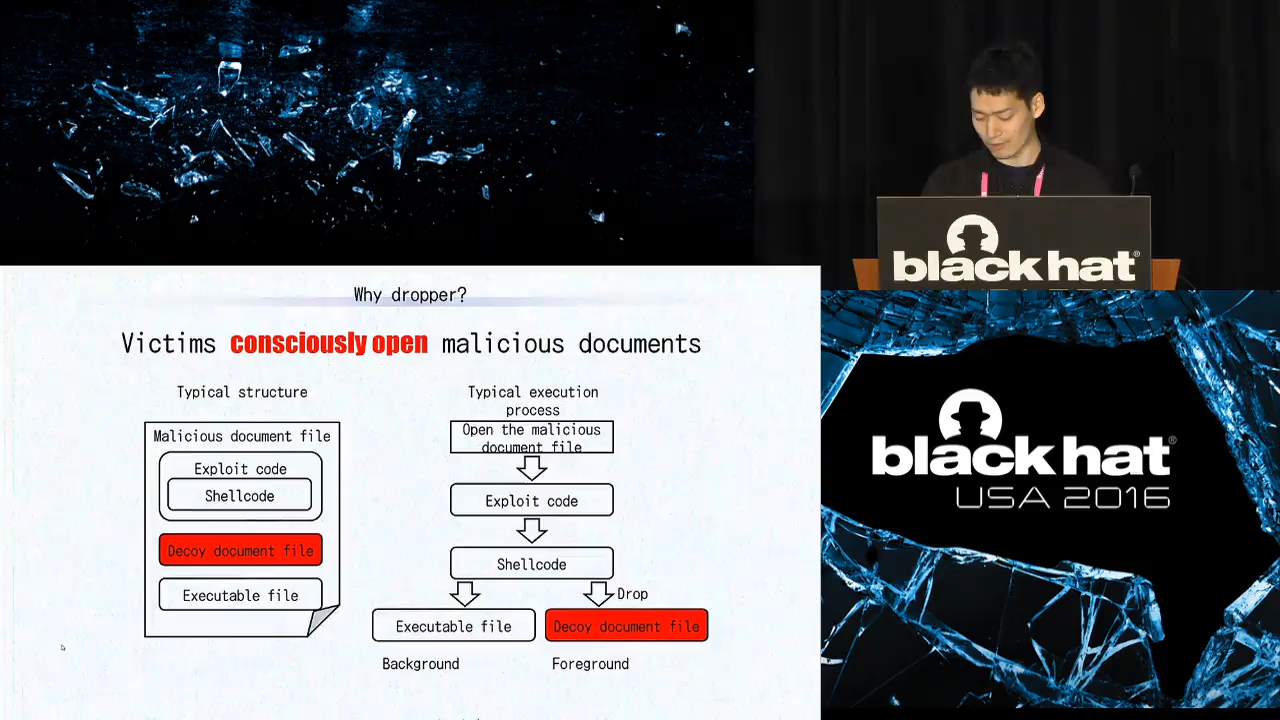 black hat®
Why dropper?
Victims consciously open malicious documents
Typical structure
Malicious document file
Exploit code
Shellcode
Decoy document file
Executable file
Typical execution
process
Open the malicious
document file
Exploit code
Shellcode
Drop
Executable file
Decoy document file
Background
Foreground
black hat®
USA 2016